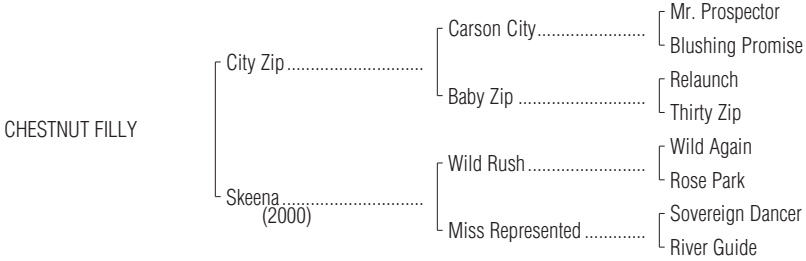 Mr. Prospector
Carson City........................
Blushing Promise
City Zip ..............................
Relaunch
Baby Zip ............................
Thirty Zip
CHESTNUT FILLY
Wild Again
Wild Rush..........................
Rose Park
Skeena...............................
(2000)
Sovereign Dancer
Miss Represented .............
River Guide